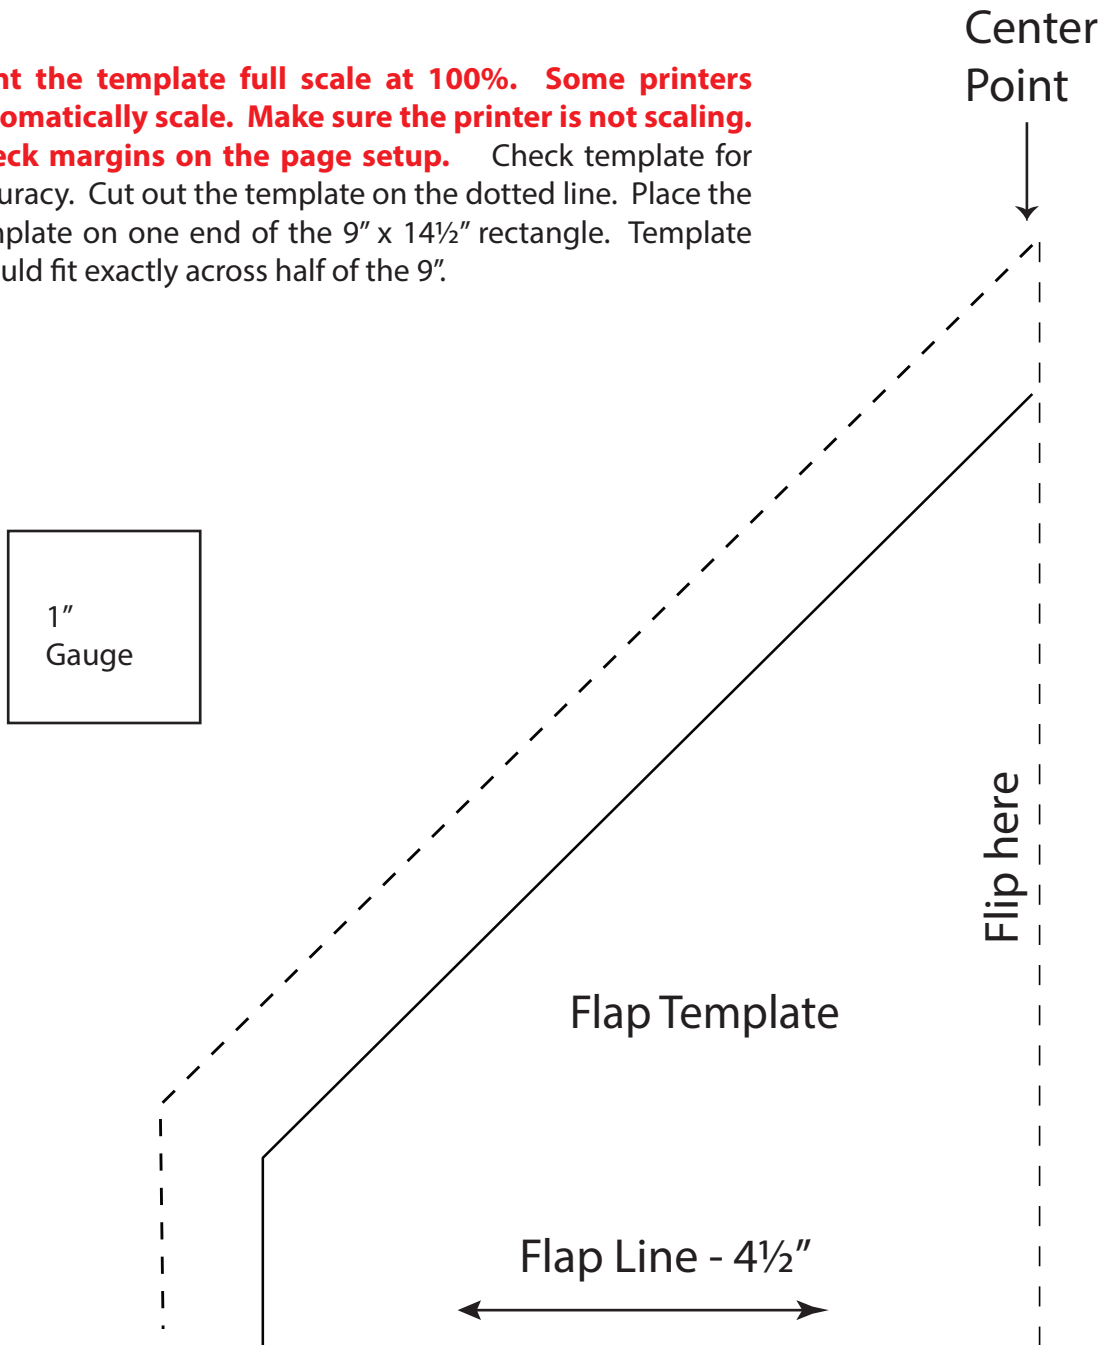 Center
Point
nt the template full scale at 100%. Some printers
omatically scale. Make sure the printer is not scaling.
eck margins on the page setup. Check template for
uracy. Cut out the template on the dotted line. Place the
nplate on one end of the 9” x 14½” rectangle. Template
ould fit exactly across half of the 9”.
1”
Gauge
Flip here
Flap Template
Flap Line - 4½”